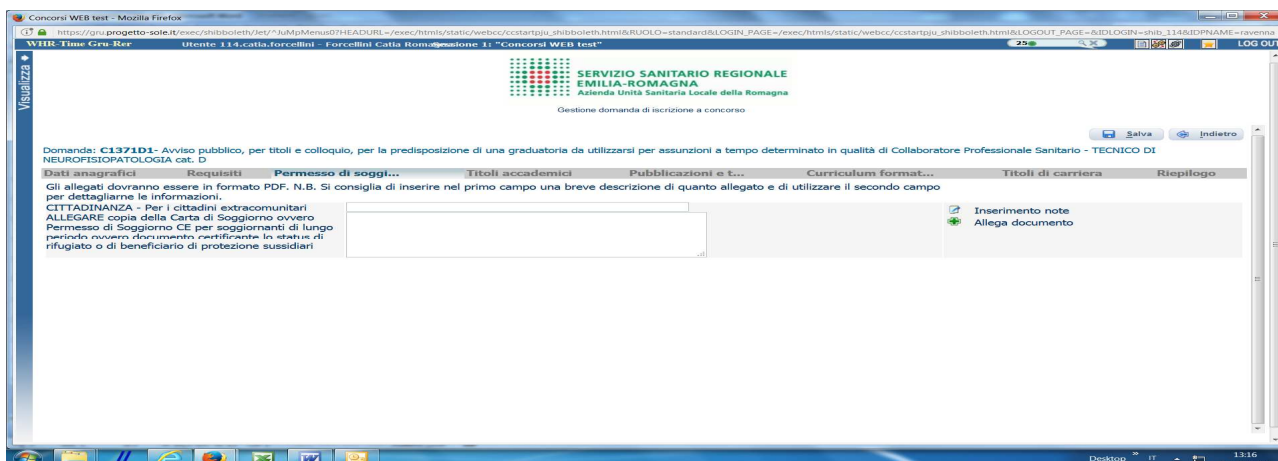 Concorsi WEB test - Mozilla Firefox
https://gru.progetto-sole.it/exec/shibboleth/Jet/^JuMpMenus0?HEADURL=/exec/htmls/static/webcc/ccstartpju_shibboleth.html&RUOLO=standard&LOGIN_PAGE=/exec/htmls/static/webcc/ccstartpju_shibboleth.html&LOGOUT_PAGE=&IDLOGIN=shib_114&IDPNAME=ravenna
WHR-Time Gru-Rer Utente 114.catia.forcellini - Forcellini Catia Sessione 1: "Concorsi WEB test" 25 LOG OUT
Visualizza
SERVIZIO SANITARIO REGIONALE
EMILIA-ROMAGNA
Azienda Unità Sanitaria Locale della Romagna
Gestione domanda di iscrizione a concorso
Salva Indietro
Domanda: C1371D1- Avviso pubblico, per titoli e colloquio, per la predisposizione di una graduatoria da utilizzarsi per assunzioni a tempo determinato in qualità di Collaboratore Professionale Sanitario - TECNICO DI
NEUROFISIOPATOLOGIA cat. D
Dati anagrafici Requisiti Permesso di soggi... Titoli accademici Pubblicazioni e t... Curriculum format... Titoli di carriera Riepilogo
Gli allegati dovranno essere in formato PDF. N.B. Si consiglia di inserire nel primo campo una breve descrizione di quanto allegato e di utilizzare il secondo campo
per dettagliarne le informazioni.
CITTADINANZA - Per i cittadini extracomunitari
ALLEGARE copia della Carta di Soggiorno ovvero
Permesso di Soggiorno CE per soggiornanti di lungo
periodo ovvero documento certificante lo status di
rifugiato o di beneficiario di protezione sussidiari
Inserimento note
Allega documento
Desktop » IT 13:16